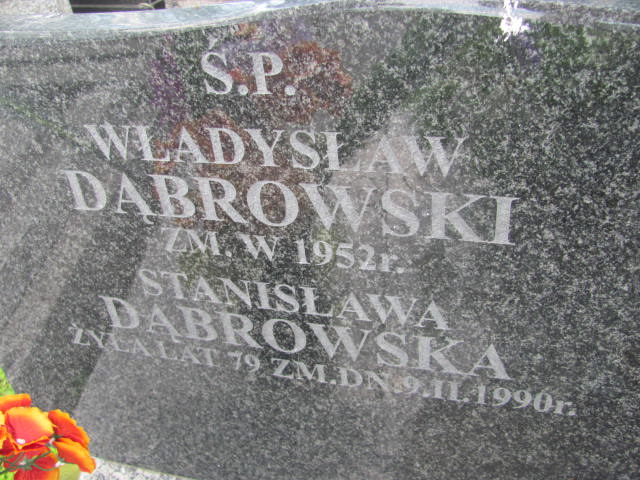 Ś.P.
WŁADYSŁAW
DĄBROWSKI
ZM. W 1952r.
STANISŁAWA
DĄBROWSKA
ŻYŁA LAT 79 ZM.DN.9.II.1990r.